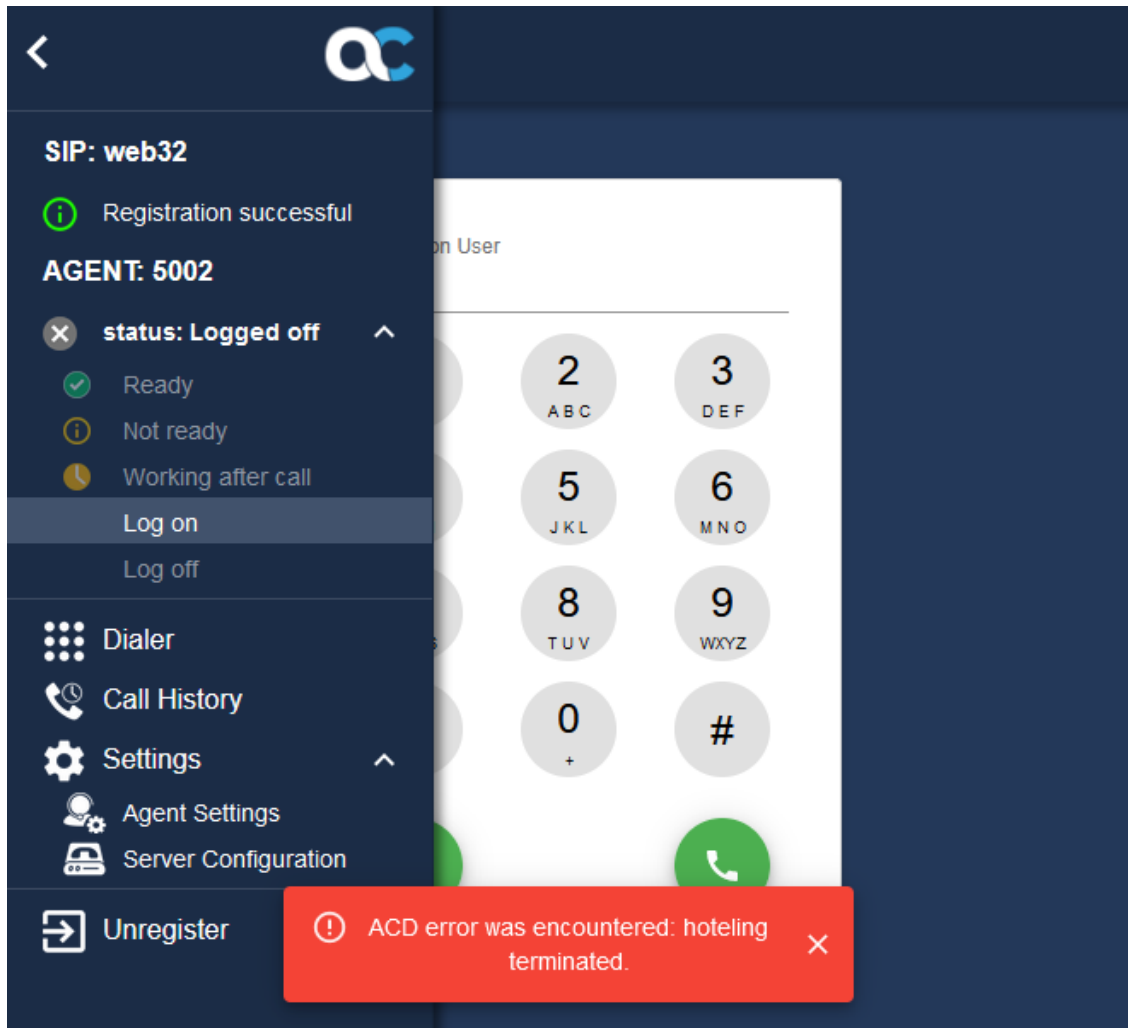 ac
SIP: web32
Registration successful
on User
AGENT: 5002
status: Logged off
Ready
Not ready
Working after call
Log on
Log off
2
ABC
3
DEF
5
JKL
6
MNO
8
TUV
9
WXYZ
0
+
#
Dialer
Call History
Settings
Agent Settings
Server Configuration
Unregister
ACD error was encountered: hoteling
terminated.